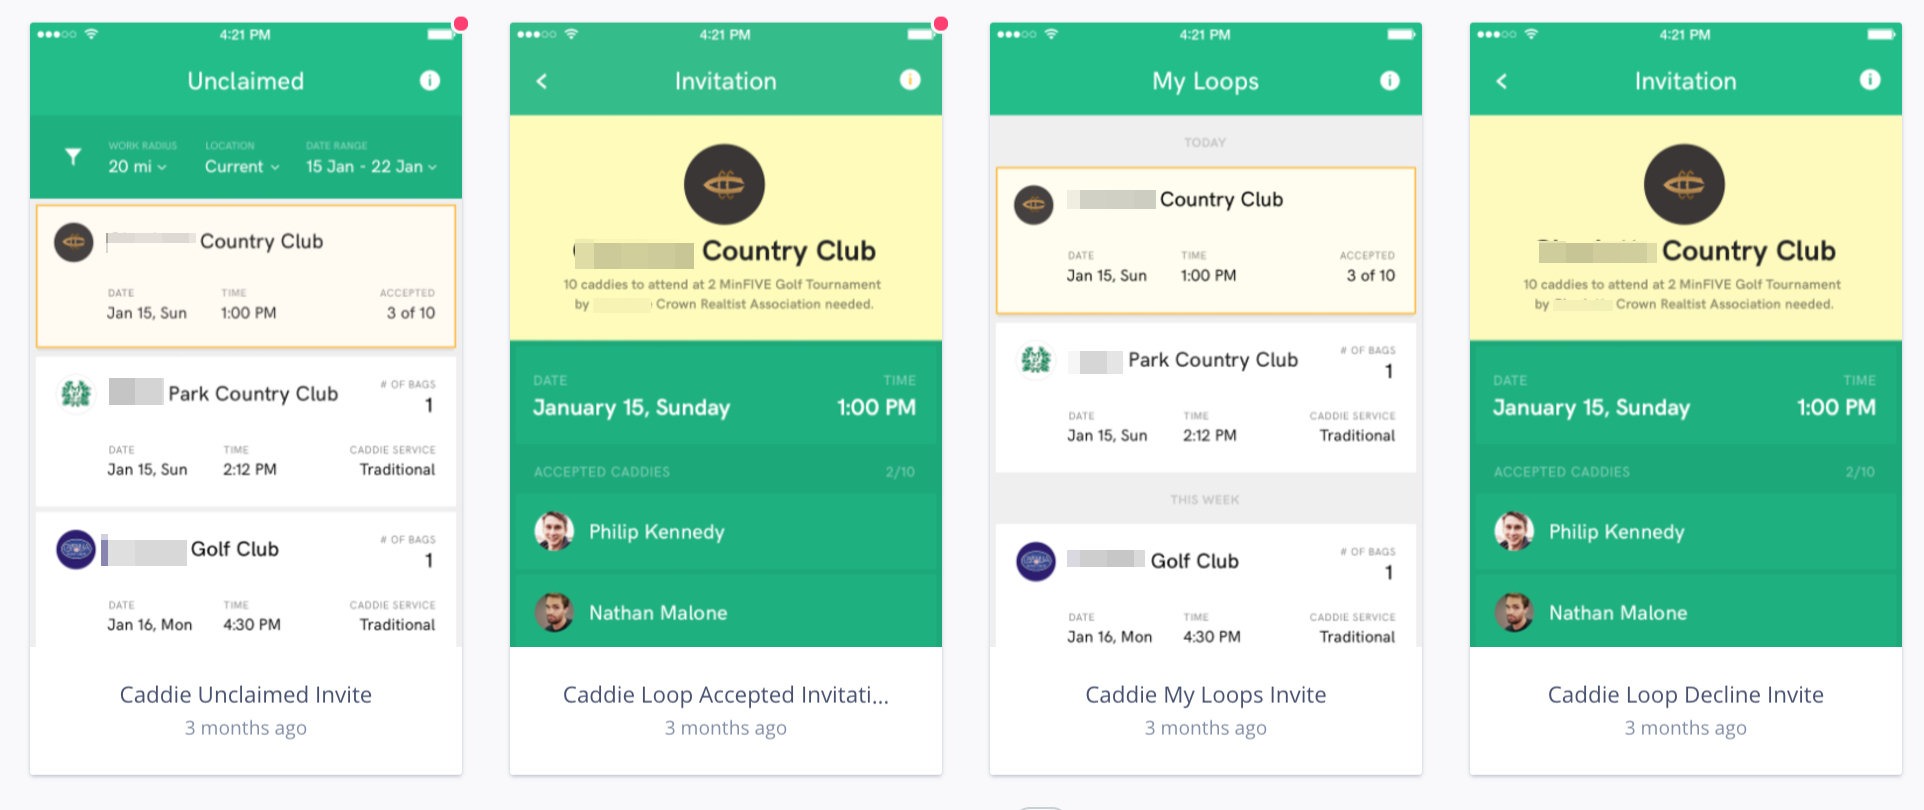 4:21 PM
Unclaimed
WORK RADIUS LOCATION DATE RANGE
20 mi Current 15 Jan - 22 Jan
Country Club
DATE TIME ACCEPTED
Jan 15, Sun 1:00 PM 3 of 10
Park Country Club
# OF BAGS
1
DATE TIME CADDIE SERVICE
Jan 15, Sun 2:12 PM Traditional
Golf Club
# OF BAGS
1
DATE TIME CADDIE SERVICE
Jan 16, Mon 4:30 PM Traditional
Caddie Unclaimed Invite
3 months ago
4:21 PM
Invitation
Country Club
10 caddies to attend at 2 MinFIVE Golf Tournament
by Crown Realtist Association needed.
DATE TIME
January 15, Sunday 1:00 PM
ACCEPTED CADDIES 2/10
Philip Kennedy
Nathan Malone
Caddie Loop Accepted Invitati...
3 months ago
4:21 PM
My Loops
TODAY
Country Club
DATE TIME ACCEPTED
Jan 15, Sun 1:00 PM 3 of 10
Park Country Club
# OF BAGS
1
DATE TIME CADDIE SERVICE
Jan 15, Sun 2:12 PM Traditional
THIS WEEK
Golf Club
# OF BAGS
1
DATE TIME CADDIE SERVICE
Jan 16, Mon 4:30 PM Traditional
Caddie My Loops Invite
3 months ago
4:21 PM
Invitation
Country Club
10 caddies to attend at 2 MinFIVE Golf Tournament
by Crown Realtist Association needed.
DATE TIME
January 15, Sunday 1:00 PM
ACCEPTED CADDIES 2/10
Philip Kennedy
Nathan Malone
Caddie Loop Decline Invite
3 months ago